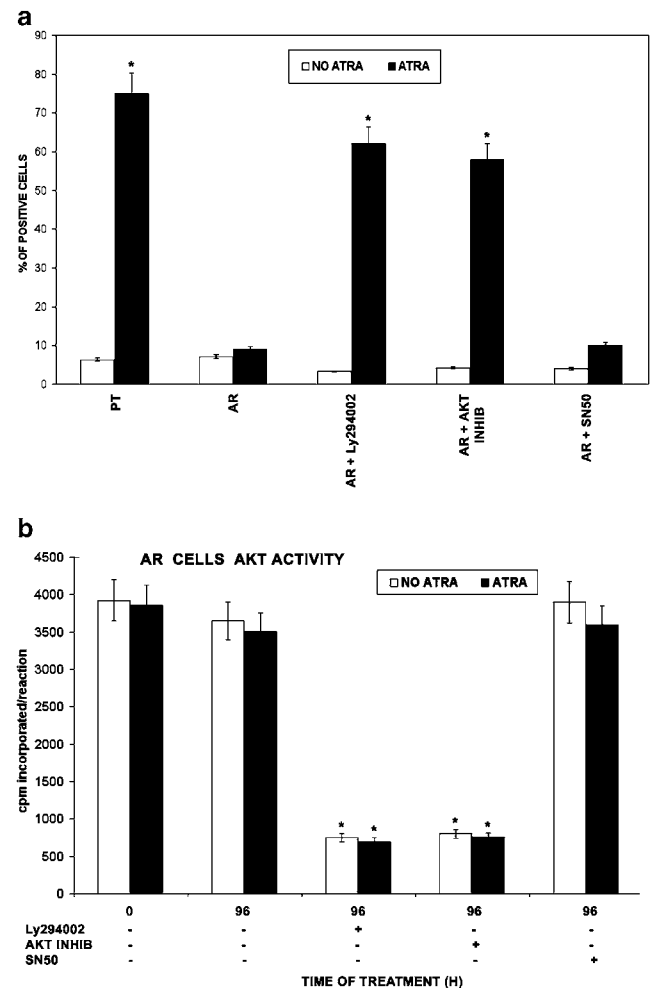 a
NO ATRA ATRA
90
80
70
60
50
40
30
20
10
0
% OF POSITIVE CELLS
* * *
PT
AR
AR + Ly294002
AR + AKT INHIB
AR + SN50
b
AR CELLS AKT ACTIVITY
NO ATRA ATRA
4500
4000
3500
3000
2500
2000
1500
1000
500
0
cpm incorporated/reaction
* * * *
0 96 96 96 96
Ly294002 - - + - -
AKT INHIB - - - + -
SN50 - - - - +
TIME OF TREATMENT (H)